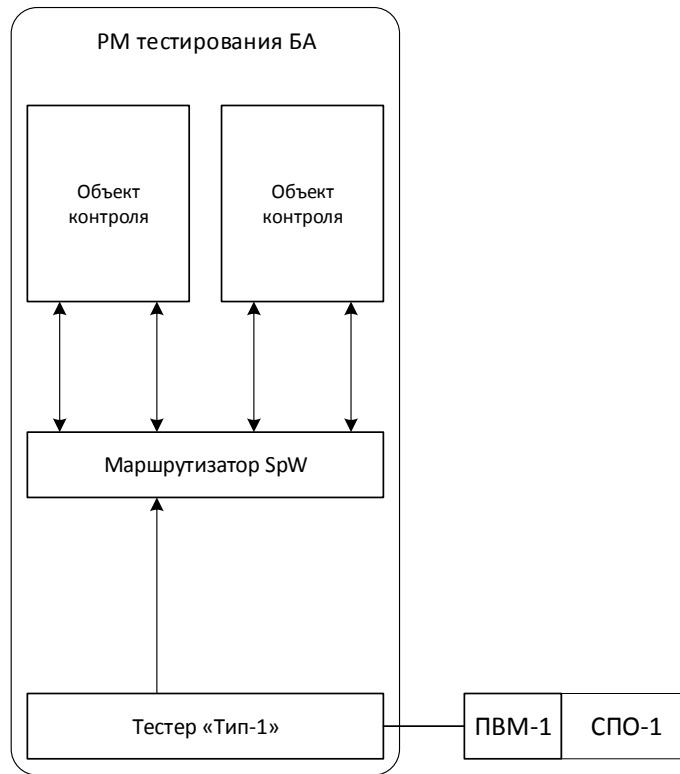 РМ тестирования БА
Объект
контроля
Объект
контроля
Маршрутизатор SpW
Тестер «Тип-1»
ПВМ-1
СПО-1